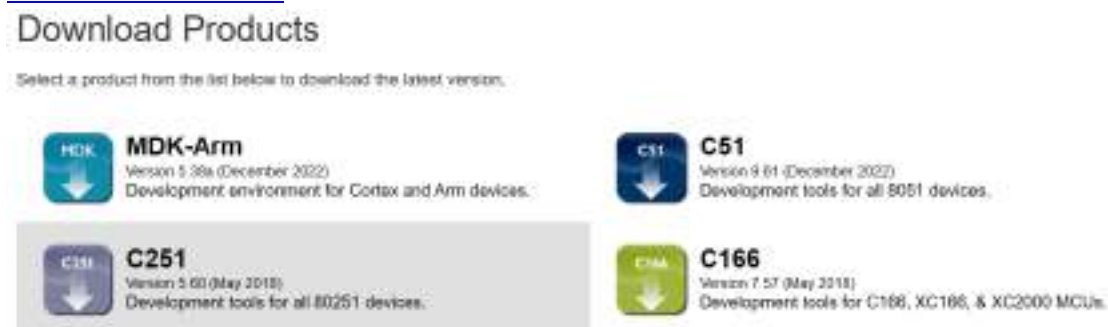 Download Products
Select a product from the list below to download the latest version.
MDK
MDK-Arm
Version 5.38a (December 2022)
Development environment for Cortex and Arm devices.
C51
C51
Version 9.61 (December 2022)
Development tools for all 8051 devices.
C251
C251
Version 5.60 (May 2018)
Development tools for all 80251 devices.
C166
C166
Version 7.57 (May 2018)
Development tools for C166, XC166, & XC2000 MCUs.